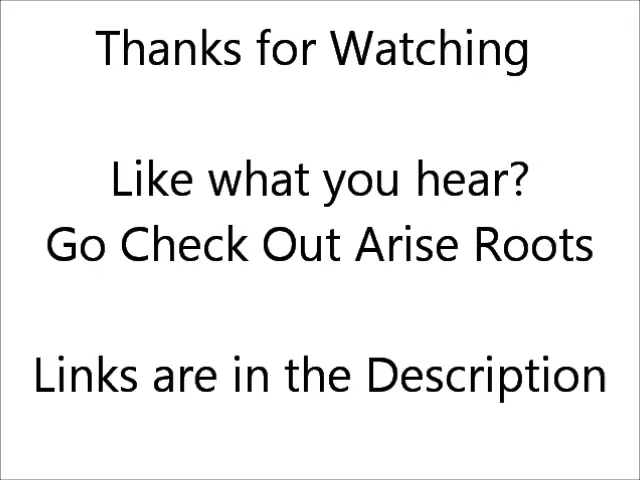 Thanks for Watching
Like what you hear?
Go Check Out Arise Roots
Links are in the Description